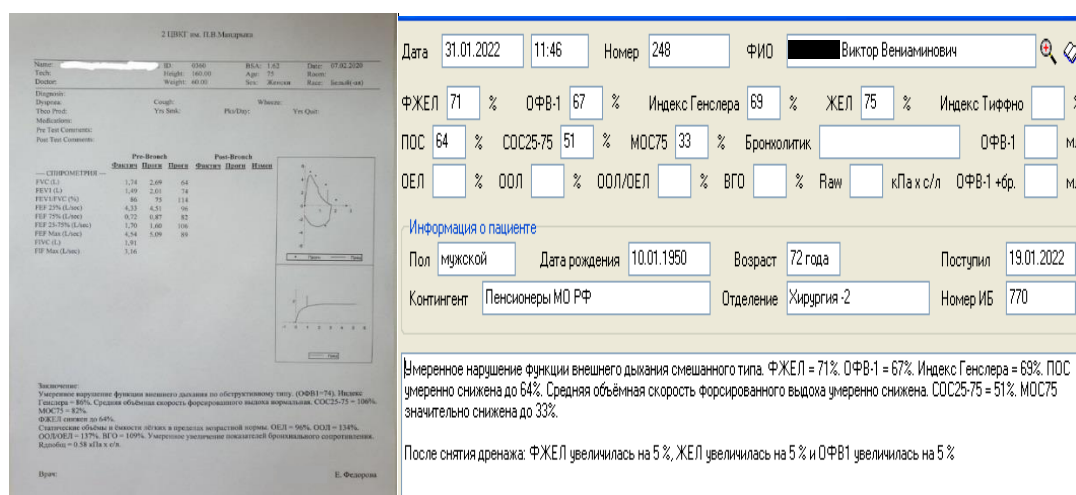 2 ЦВКГ им. П.В.Мандрыка
Name: ID: 0360 BSA: 1.62 Date: 07.02.2020
Tech: Height: 160.00 Age: 75 Room:
Doctor: Weight: 60.00 Sex: Женски Race: Белый(-ая)
Diagnosis:
Dyspnea: Cough: Wheeze:
Theo Pred: Yrs Smk: Pks/Day: Yrs Quit:
Medications:
Pre Test Comments:
Post Test Comments:
Pre-Bronch Post-Bronch
Фактич Прогн Прогн Фактич Прогн Измен
---- СПИРОМЕТРИЯ ----
FVC (L) 1,74 2,69 64
FEV1 (L) 1,49 2,01 74
FEV1/FVC (%) 86 75 114
FEF 25% (L/sec) 4,33 4,51 96
FEF 75% (L/sec) 0,72 0,87 82
FEF 25-75% (L/sec) 1,70 1,60 106
FEF Max (L/sec) 4,54 5,09 89
FIVC (L) 1,91
FIF Max (L/sec) 3,16
Заключение:
Умеренное нарушение функции внешнего дыхания по обструктивному типу. (ОФВ1=74). Индекс
Генслера = 86%. Средняя объёмная скорость форсированного выдоха нормальная. СОС25-75 = 106%.
МОС75 = 82%.
ФЖЕЛ снижен до 64%.
Статические объёмы и ёмкости лёгких в пределах возрастной нормы. ОЕЛ = 96%. ООЛ = 134%.
ООЛ/ОЕЛ = 137%. ВГО = 109%. Умеренное увеличение показателей бронхиального сопротивления.
= 0.58 кПа х с/л.
Врач: Е. Федорова
Дата 31.01.2022 11:46 Номер 248 ФИО Виктор Вениаминович
ФЖЕЛ 71 % ОФВ-1 67 % Индекс Генслера 69 % ЖЕЛ 75 % Индекс Тиффно %
ПОС 64 % СОС25-75 51 % МОС75 33 % Бронхолитик ОФВ-1 м
ОЕЛ % ООЛ % ООЛ/ОЕЛ % ВГО % Raw кПа х с/л ОФВ-1 +бр. м
Информация о пациенте
Пол мужской Дата рождения 10.01.1950 Возраст 72 года Поступил 19.01.2022
Контингент Пенсионеры МО РФ Отделение Хирургия -2 Номер ИБ 770
Умеренное нарушение функции внешнего дыхания смешанного типа. ФЖЕЛ = 71%. ОФВ-1 = 67%. Индекс Генслера = 69%. ПОС
умеренно снижена до 64%. Средняя объёмная скорость форсированного выдоха умеренно снижена. СОС25-75 = 51%. МОС75
значительно снижена до 33%.
После снятия дренажа: ФЖЕЛ увеличилась на 5 %, ЖЕЛ увеличилась на 5 % и ОФВ1 увеличилась на 5 %